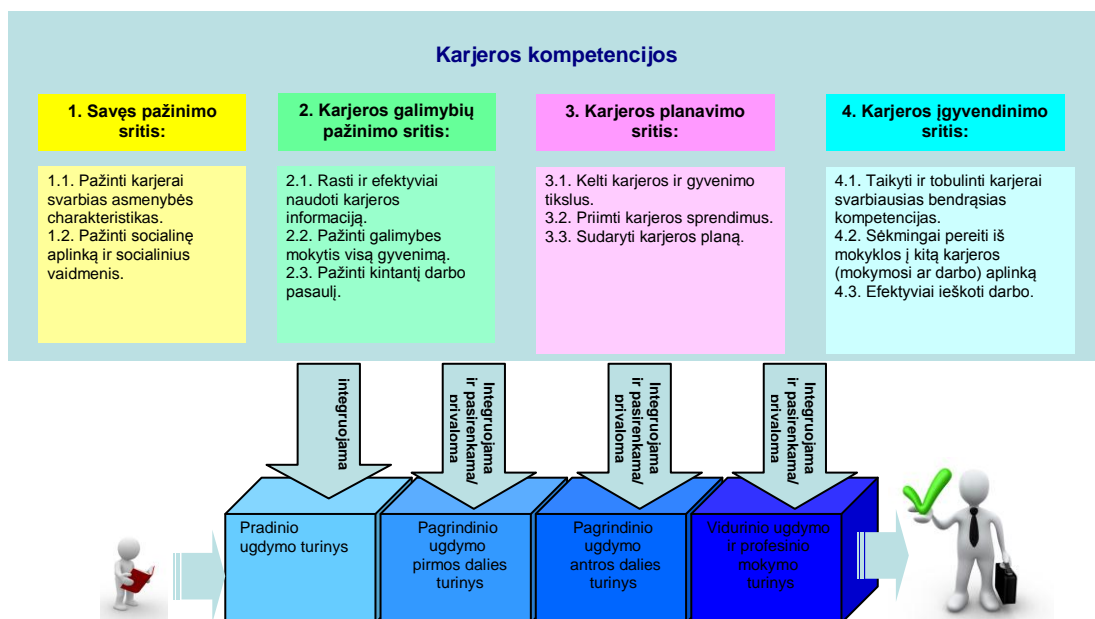 Karjeros kompetencijos
1. Savęs pažinimo
sritis:
1.1. Pažinti karjerai
svarbias asmenybės
charakteristikas.
1.2. Pažinti socialinę
aplinką ir socialinius
vaidmenis.
2. Karjeros galimybių
pažinimo sritis:
2.1. Rasti ir efektyviai
naudoti karjeros
informaciją.
2.2. Pažinti galimybes
mokytis visą gyvenimą.
2.3. Pažinti kintantį darbo
pasaulį.
3. Karjeros planavimo
sritis:
3.1. Kelti karjeros ir gyvenimo
tikslus.
3.2. Priimti karjeros sprendimus.
3.3. Sudaryti karjeros planą.
4. Karjeros įgyvendinimo
sritis:
4.1. Taikyti ir tobulinti karjerai
svarbiausias bendrąsias
kompetencijas.
4.2. Sėkmingai pereiti iš
mokyklos į kitą karjeros
(mokymosi ar darbo) aplinką
4.3. Efektyviai ieškoti darbo.
integruojama
Integruojama
ir pasirenkama/
privaloma
Integruojama
ir pasirenkama/
privaloma
Integruojama
ir pasirenkama/
privaloma
Pradinio
ugdymo turinys
Pagrindinio
ugdymo
pirmos dalies
turinys
Pagrindinio
ugdymo
antros dalies
turinys
Vidurinio ugdymo
ir profesinio
mokymo
turinys